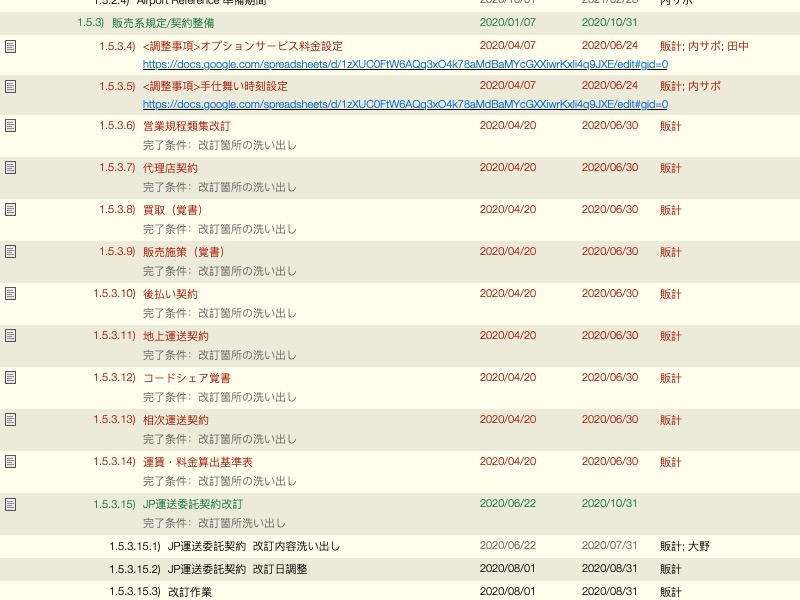 1.5.2.4) Airport Reference 準備期間 2020/10/01 2021/02/28 内サポ
1.5.3) 販売系規定/契約整備 2020/01/07 2020/10/31
1.5.3.4) <調整事項>オプションサービス料金設定 2020/04/07 2020/06/24 販計; 内サポ; 田中
https://docs.google.com/spreadsheets/d/1zXUC0FtW6AQq3xO4k78aMdBaMYcGXXiwrKxli4q9JXE/edit#gid=0
1.5.3.5) <調整事項>手仕舞い時刻設定 2020/04/07 2020/06/24 販計; 内サポ
https://docs.google.com/spreadsheets/d/1zXUC0FtW6AQq3xO4k78aMdBaMYcGXXiwrKxli4q9JXE/edit#gid=0
1.5.3.6) 営業規程類集改訂 2020/04/20 2020/06/30 販計
完了条件：改訂箇所の洗い出し
1.5.3.7) 代理店契約 2020/04/20 2020/06/30 販計
完了条件：改訂箇所の洗い出し
1.5.3.8) 買取（覚書） 2020/04/20 2020/06/30 販計
完了条件：改訂箇所の洗い出し
1.5.3.9) 販売施策（覚書） 2020/04/20 2020/06/30 販計
完了条件：改訂箇所の洗い出し
1.5.3.10) 後払い契約 2020/04/20 2020/06/30 販計
完了条件：改訂箇所の洗い出し
1.5.3.11) 地上運送契約 2020/04/20 2020/06/30 販計
完了条件：改訂箇所の洗い出し
1.5.3.12) コードシェア覚書 2020/04/20 2020/06/30 販計
完了条件：改訂箇所の洗い出し
1.5.3.13) 相次運送契約 2020/04/20 2020/06/30 販計
完了条件：改訂箇所の洗い出し
1.5.3.14) 運賃・料金算出基準表 2020/04/20 2020/06/30 販計
完了条件：改訂箇所の洗い出し
1.5.3.15) JP運送委託契約改訂 2020/06/22 2020/10/31
完了条件：改訂箇所洗い出し
1.5.3.15.1) JP運送委託契約 改訂内容洗い出し 2020/06/22 2020/07/31 販計; 大野
1.5.3.15.2) JP運送委託契約 改訂日調整 2020/08/01 2020/08/31 販計
1.5.3.15.3) 改訂作業 2020/08/01 2020/08/31 販計